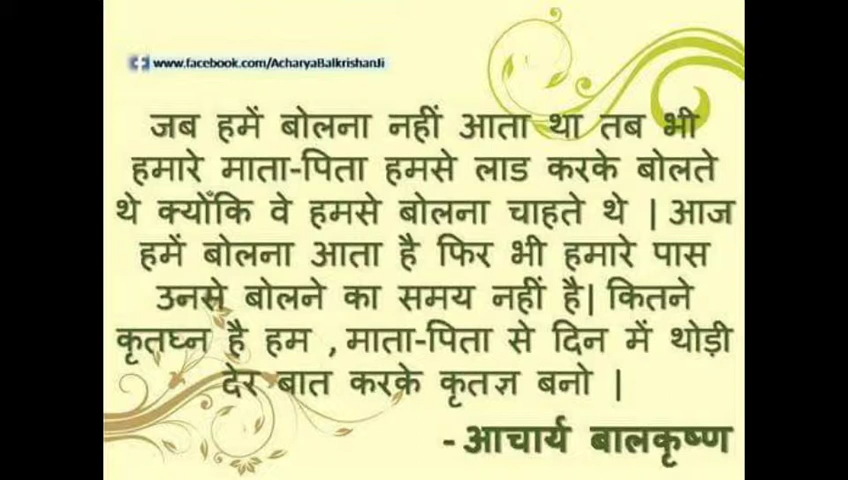 www.facebook.com/AcharyaBalkrishanJi
जब हमें बोलना नहीं आता था तब भी
हमारे माता-पिता हमसे लाड करके बोलते
थे क्योँकि वे हमसे बोलना चाहते थे | आज
हमें बोलना आता है फिर भी हमारे पास
उनसे बोलने का समय नहीं है| कितने
कृतघ्न है हम , माता-पिता से दिन में थोड़ी
देर बात करके कृतज्ञ बनो |
- आचार्य बालकृष्ण